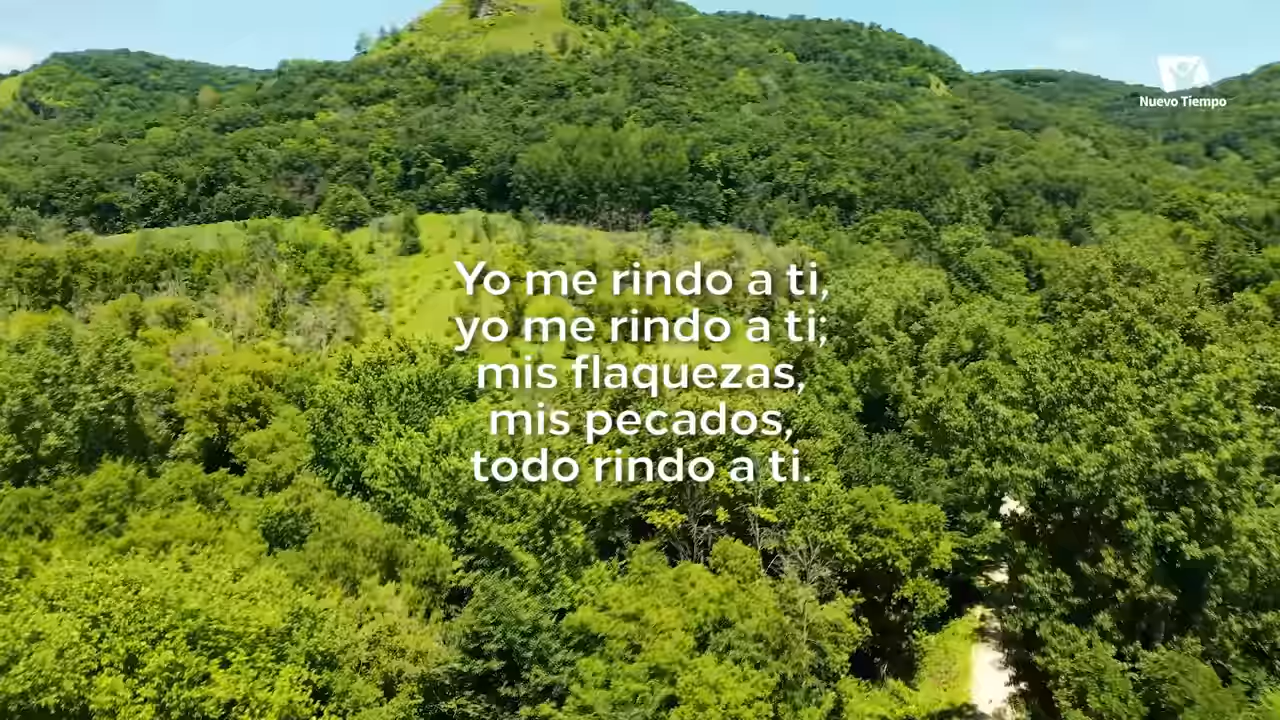 Nuevo Tiempo
Yo me rindo a ti,
yo me rindo a ti;
mis flaquezas,
mis pecados,
todo rindo a ti.